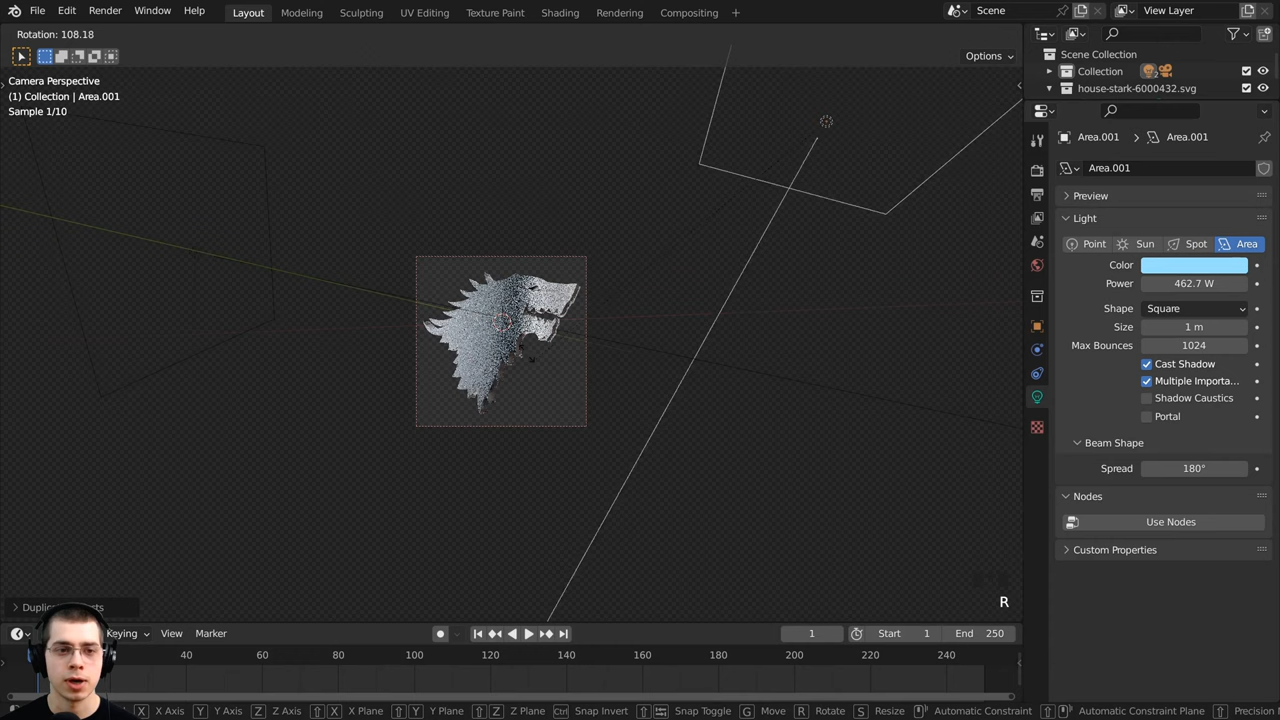 File Edit Render Window Help Layout Modeling Sculpting UV Editing Texture Paint Shading Animation Rendering Compositing + Scene View Layer
Rotation: 108.18
Options
Camera Perspective
(1) Collection | Area.001
Sample 1/10
Scene Collection
Collection 2
house-stark-6000432.svg
Area.001 > Area.001
Area.001
Preview
Light
Point Sun Spot Area
Color
Power 462.7 W
Shape Square
Size 1 m
Max Bounces 1024
Cast Shadow
Multiple Importa...
Shadow Caustics
Portal
Beam Shape
Spread 180°
Nodes
Use Nodes
Custom Properties
R
Keying View Marker 1 Start 1 End 250
40 60 80 100 120 140 160 180 200 220 240
X X Axis Y Y Axis Z Z Axis X X Plane Y Y Plane Z Z Plane Snap Invert Snap Toggle G Move R Rotate S Resize Automatic Constraint Automatic Constraint Plane Precision